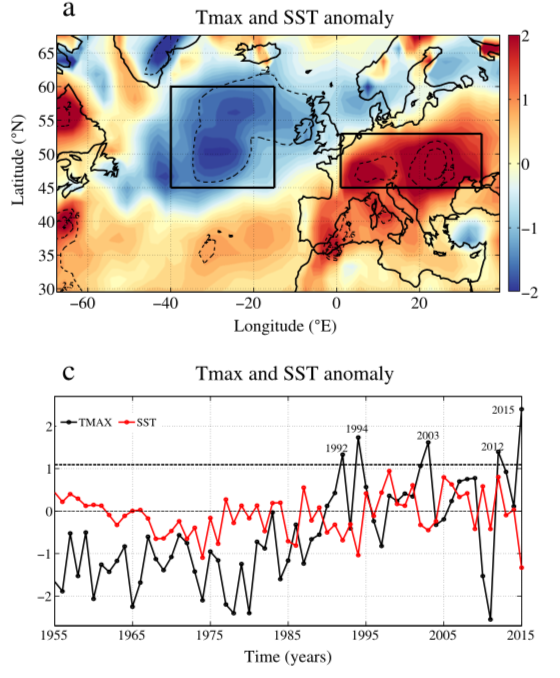 a
Tmax and SST anomaly
65
60
55
50
45
40
35
30
Latitude (°N)
−60 −40 −20 0 20
Longitude (°E)
2
1
0
−1
−2
c
Tmax and SST anomaly
TMAX SST
1992
1994
2003
2012
2015
2
1
0
−1
−2
1955 1965 1975 1985 1995 2005 2015
Time (years)